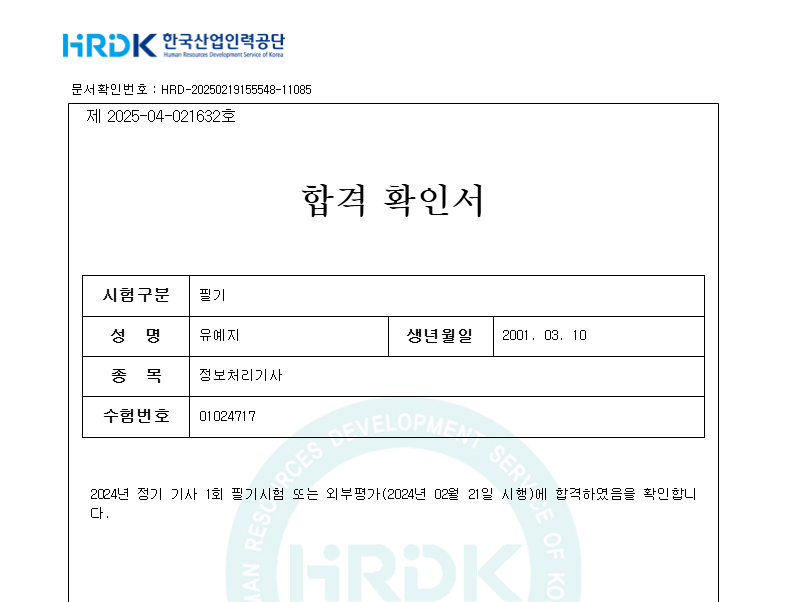 HRDK 한국산업인력공단
Human Resources Development Service of Korea
문서확인번호 : HRD-20250219155548-11085
제 2025-04-021632호
합격 확인서
시험구분 필기
성 명 유예지 생년월일 2001. 03. 10
종 목 정보처리기사
수험번호 01024717
2024년 정기 기사 1회 필기시험 또는 외부평가(2024년 02월 21일 시행)에 합격하였음을 확인합니
다.
RESOURCES DEVELOPMENT SERVICE OF
HRDK